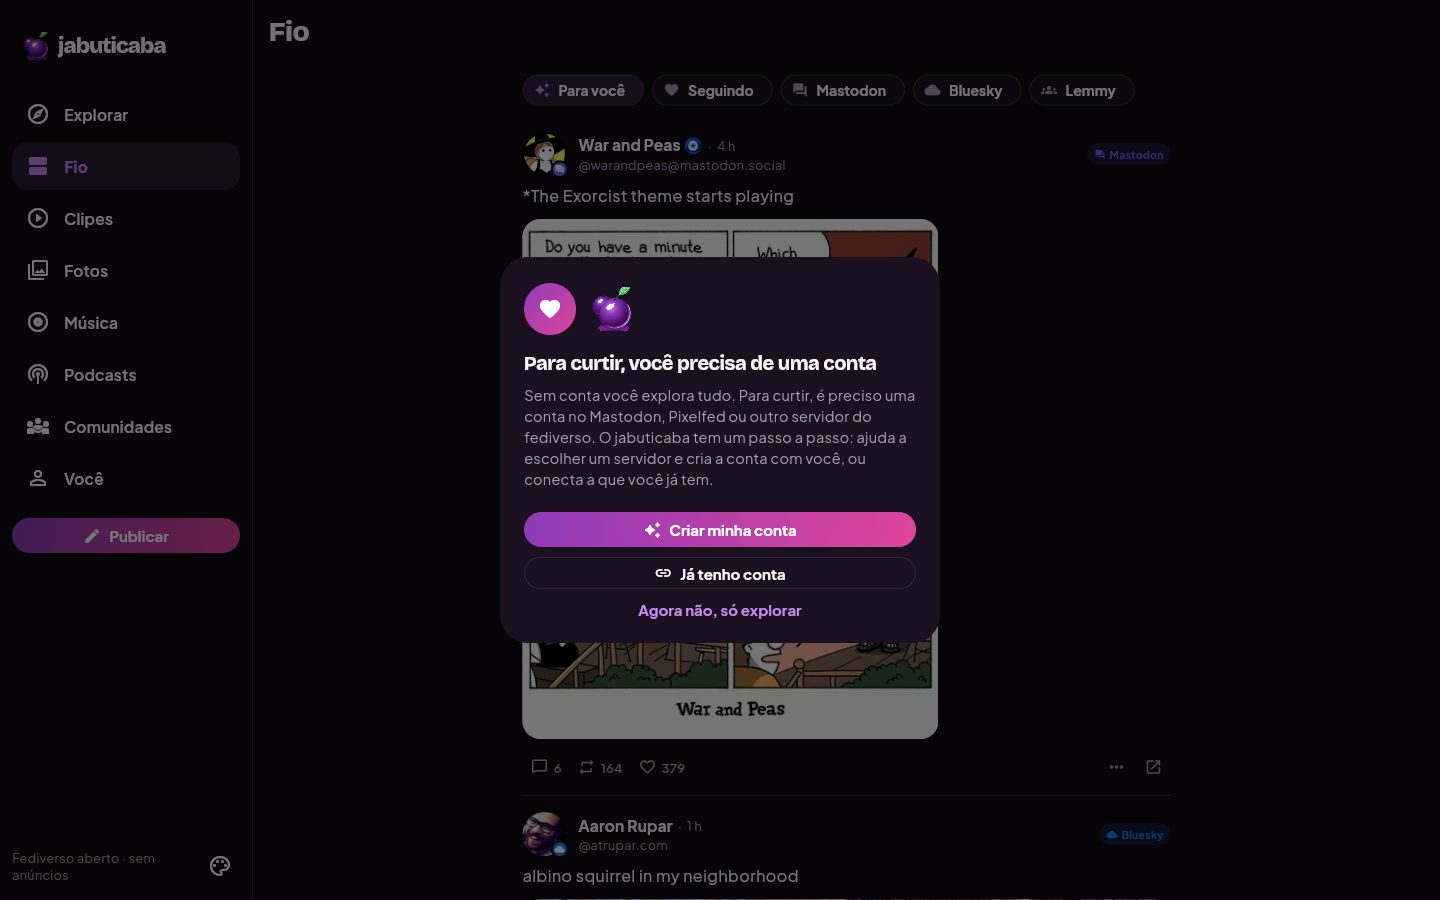 jabuticaba
Explorar
Fio
Clipes
Fotos
Música
Podcasts
Comunidades
Você
Publicar
Fediverso aberto · sem
anúncios
Fio
Para você
Seguindo
Mastodon
Bluesky
Lemmy
War and Peas · 4 h
@warandpeas@mastodon.social
Mastodon
*The Exorcist theme starts playing
Do you have a minute
Which
Para curtir, você precisa de uma conta
Sem conta você explora tudo. Para curtir, é preciso uma
conta no Mastodon, Pixelfed ou outro servidor do
fediverso. O jabuticaba tem um passo a passo: ajuda a
escolher um servidor e cria a conta com você, ou
conecta a que você já tem.
Criar minha conta
Já tenho conta
Agora não, só explorar
War and Peas
6
164
379
Aaron Rupar · 1 h
@atrupar.com
Bluesky
albino squirrel in my neighborhood